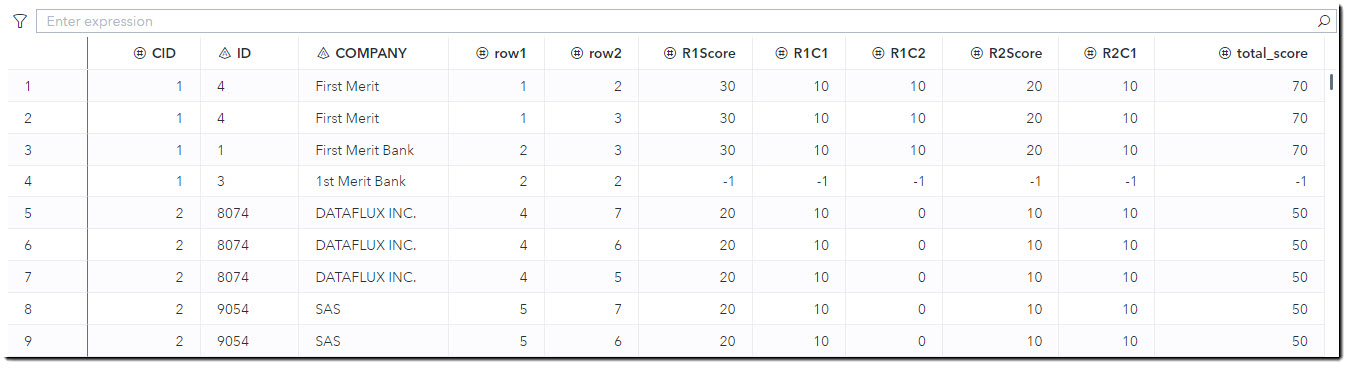 Enter expression
CID ID COMPANY row1 row2 R1Score R1C1 R1C2 R2Score R2C1 total_score
1 1 4 First Merit 1 2 30 10 10 20 10 70
2 1 4 First Merit 1 3 30 10 10 20 10 70
3 1 1 First Merit Bank 2 3 30 10 10 20 10 70
4 1 3 1st Merit Bank 2 2 -1 -1 -1 -1 -1 -1
5 2 8074 DATAFLUX INC. 4 7 20 10 0 10 10 50
6 2 8074 DATAFLUX INC. 4 6 20 10 0 10 10 50
7 2 8074 DATAFLUX INC. 4 5 20 10 0 10 10 50
8 2 9054 SAS 5 7 20 10 0 10 10 50
9 2 9054 SAS 5 6 20 10 0 10 10 50